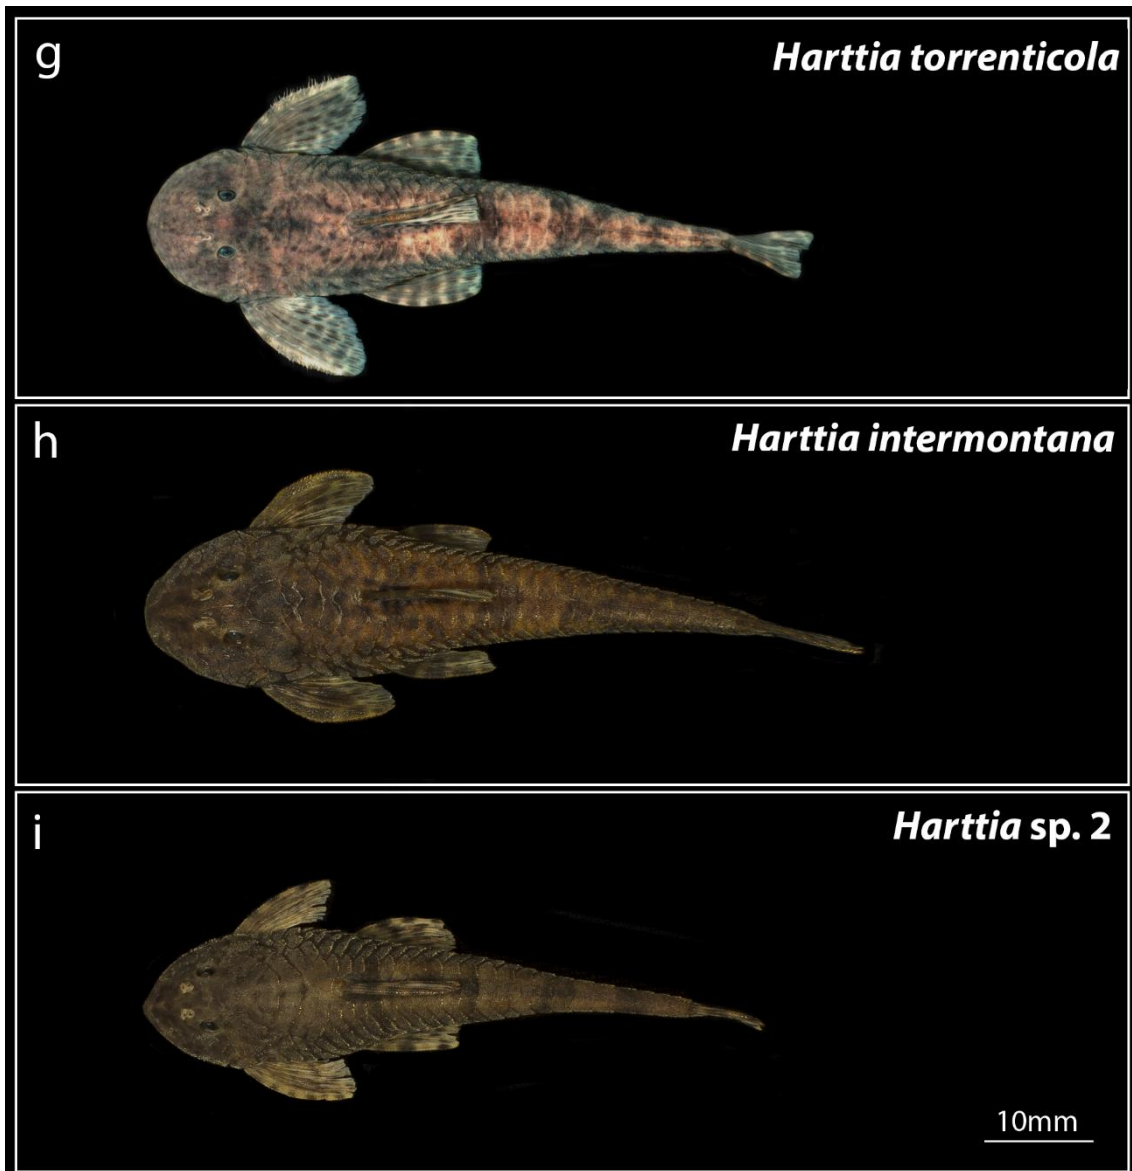 g
Harttia torrenticola
h
Harttia intermontana
i
Harttia sp. 2
10mm